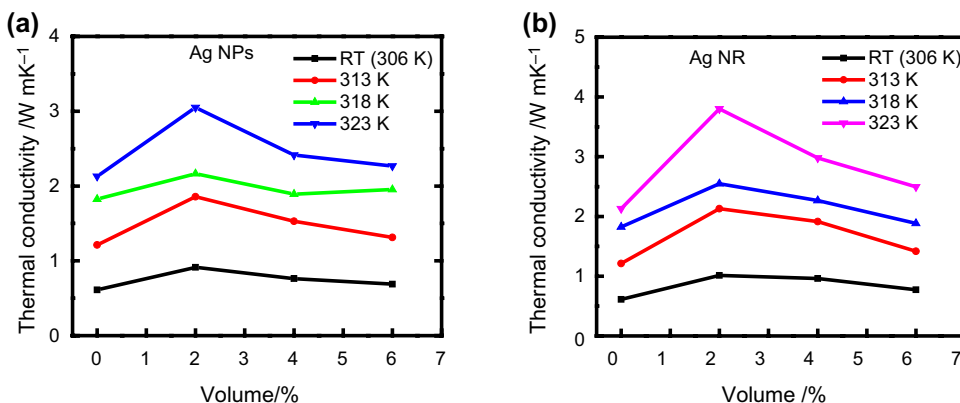 (a)
Ag NPs
RT (306 K)
313 K
318 K
323 K
4
3
2
1
0
Thermal conductivity /W mK⁻¹
0 1 2 3 4 5 6 7
Volume/%
(b)
Ag NR
RT (306 K)
313 K
318 K
323 K
5
4
3
2
1
0
Thermal conductivity /W mK⁻¹
0 1 2 3 4 5 6 7
Volume /%